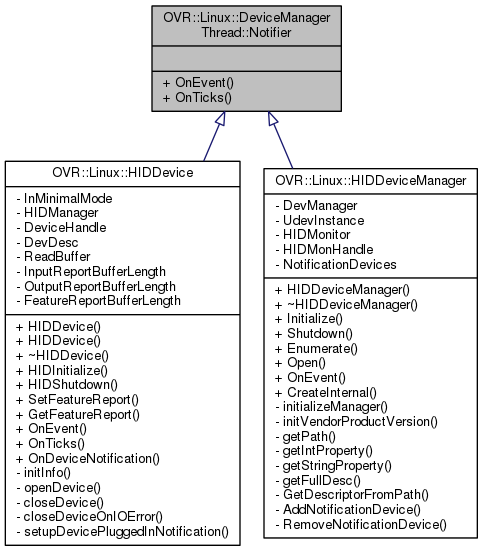 OVR::Linux::DeviceManager
Thread::Notifier
+ OnEvent()
+ OnTicks()
OVR::Linux::HIDDevice
- InMinimalMode
- HIDManager
- DeviceHandle
- DevDesc
- ReadBuffer
- InputReportBufferLength
- OutputReportBufferLength
- FeatureReportBufferLength
+ HIDDevice()
+ HIDDevice()
+ ~HIDDevice()
+ HIDInitialize()
+ HIDShutdown()
+ SetFeatureReport()
+ GetFeatureReport()
+ OnEvent()
+ OnTicks()
+ OnDeviceNotification()
- initInfo()
- openDevice()
- closeDevice()
- closeDeviceOnIOError()
- setupDevicePluggedInNotification()
OVR::Linux::HIDDeviceManager
- DevManager
- UdevInstance
- HIDMonitor
- HIDMonHandle
- NotificationDevices
+ HIDDeviceManager()
+ ~HIDDeviceManager()
+ Initialize()
+ Shutdown()
+ Enumerate()
+ Open()
+ OnEvent()
+ CreateInternal()
- initializeManager()
- initVendorProductVersion()
- getPath()
- getIntProperty()
- getStringProperty()
- getFullDesc()
- GetDescriptorFromPath()
- AddNotificationDevice()
- RemoveNotificationDevice()